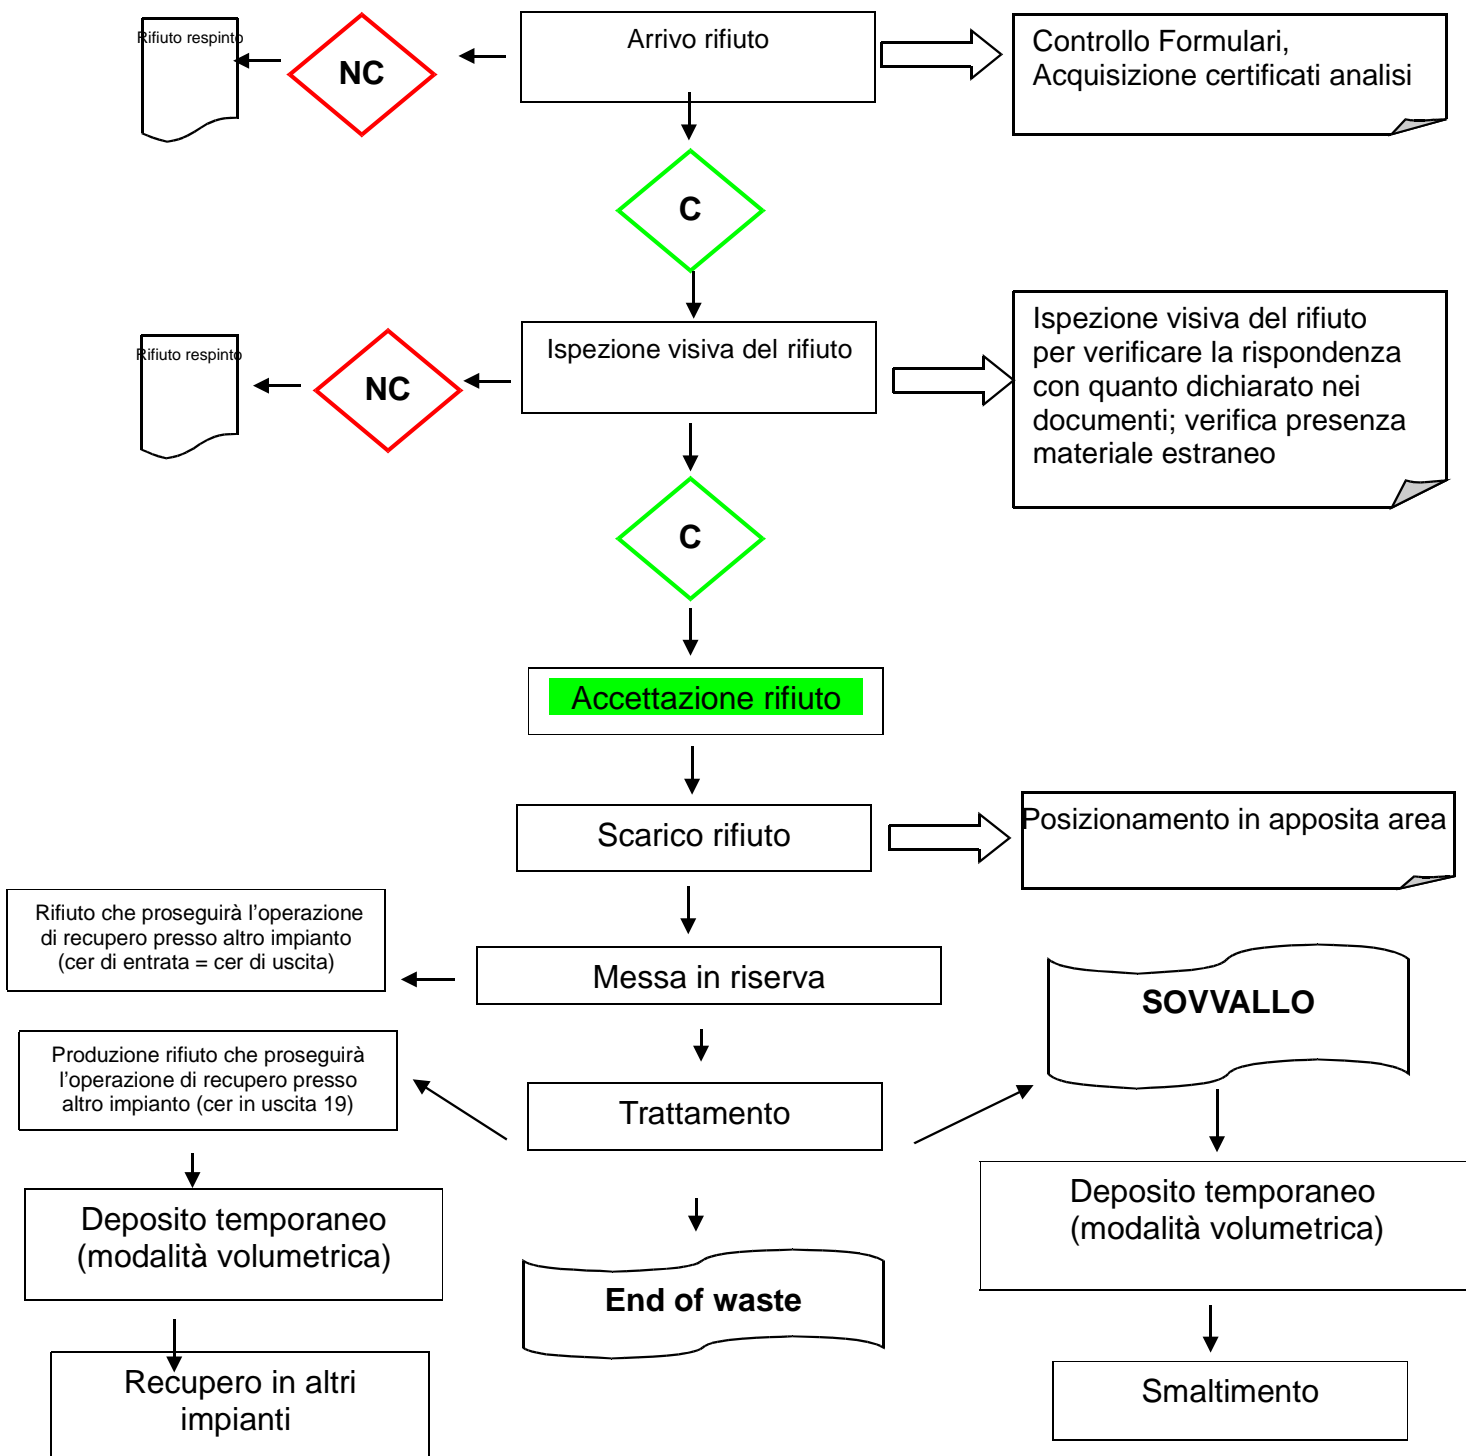 Rifiuto respinto
NC
Arrivo rifiuto
Controllo Formulari,
Acquisizione certificati analisi
C
Rifiuto respinto
NC
Ispezione visiva del rifiuto
Ispezione visiva del rifiuto
per verificare la rispondenza
con quanto dichiarato nei
documenti; verifica presenza
materiale estraneo
C
Accettazione rifiuto
Scarico rifiuto
Posizionamento in apposita area
Rifiuto che proseguirà l’operazione
di recupero presso altro impianto
(cer di entrata = cer di uscita)
Messa in riserva
SOVVALLO
Produzione rifiuto che proseguirà
l’operazione di recupero presso
altro impianto (cer in uscita 19)
Trattamento
Deposito temporaneo
(modalità volumetrica)
End of waste
Deposito temporaneo
(modalità volumetrica)
Recupero in altri
impianti
Smaltimento